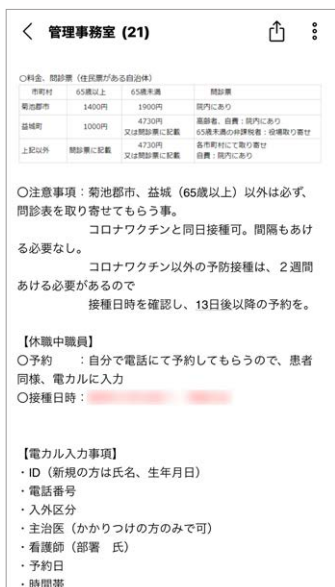 管理事務室 (21)
○料金、問診票（住民票がある自治体）
市町村 65歳以上 65歳未満 問診票
菊池郡市 1400円 1900円 院内にあり
益城町 1000円 4730円 又は問診票に記載 高齢者、自費：院内にあり 65歳未満の非課税者：役場取り寄せ
上記以外 問診票に記載 4730円 又は問診票に記載 各市町村にて取り寄せ 自費：院内にあり
○注意事項：菊池郡市、益城（65歳以上）以外は必ず、
問診表を取り寄せてもらう事。
コロナワクチンと同日接種可。間隔もあけ
る必要なし。
コロナワクチン以外の予防接種は、２週間
あける必要があるので
接種日時を確認し、13日後以降の予約を。
【休職中職員】
○予約　：自分で電話にて予約してもらうので、患者
同様、電カルに入力
○接種日時：
【電カル入力事項】
・ID（新規の方は氏名、生年月日）
・電話番号
・入外区分
・主治医（かかりつけの方のみで可）
・看護師（部署　氏）
・予約日
・時間帯